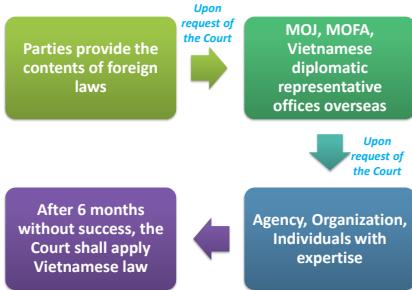 Upon
request of
the Court
Parties provide the
contents of foreign
laws
MOJ, MOFA,
Vietnamese
diplomatic
representative
offices overseas
Upon
request of
the Court
After 6 months
without success, the
Court shall apply
Vietnamese law
Agency, Organization,
Individuals with
expertise